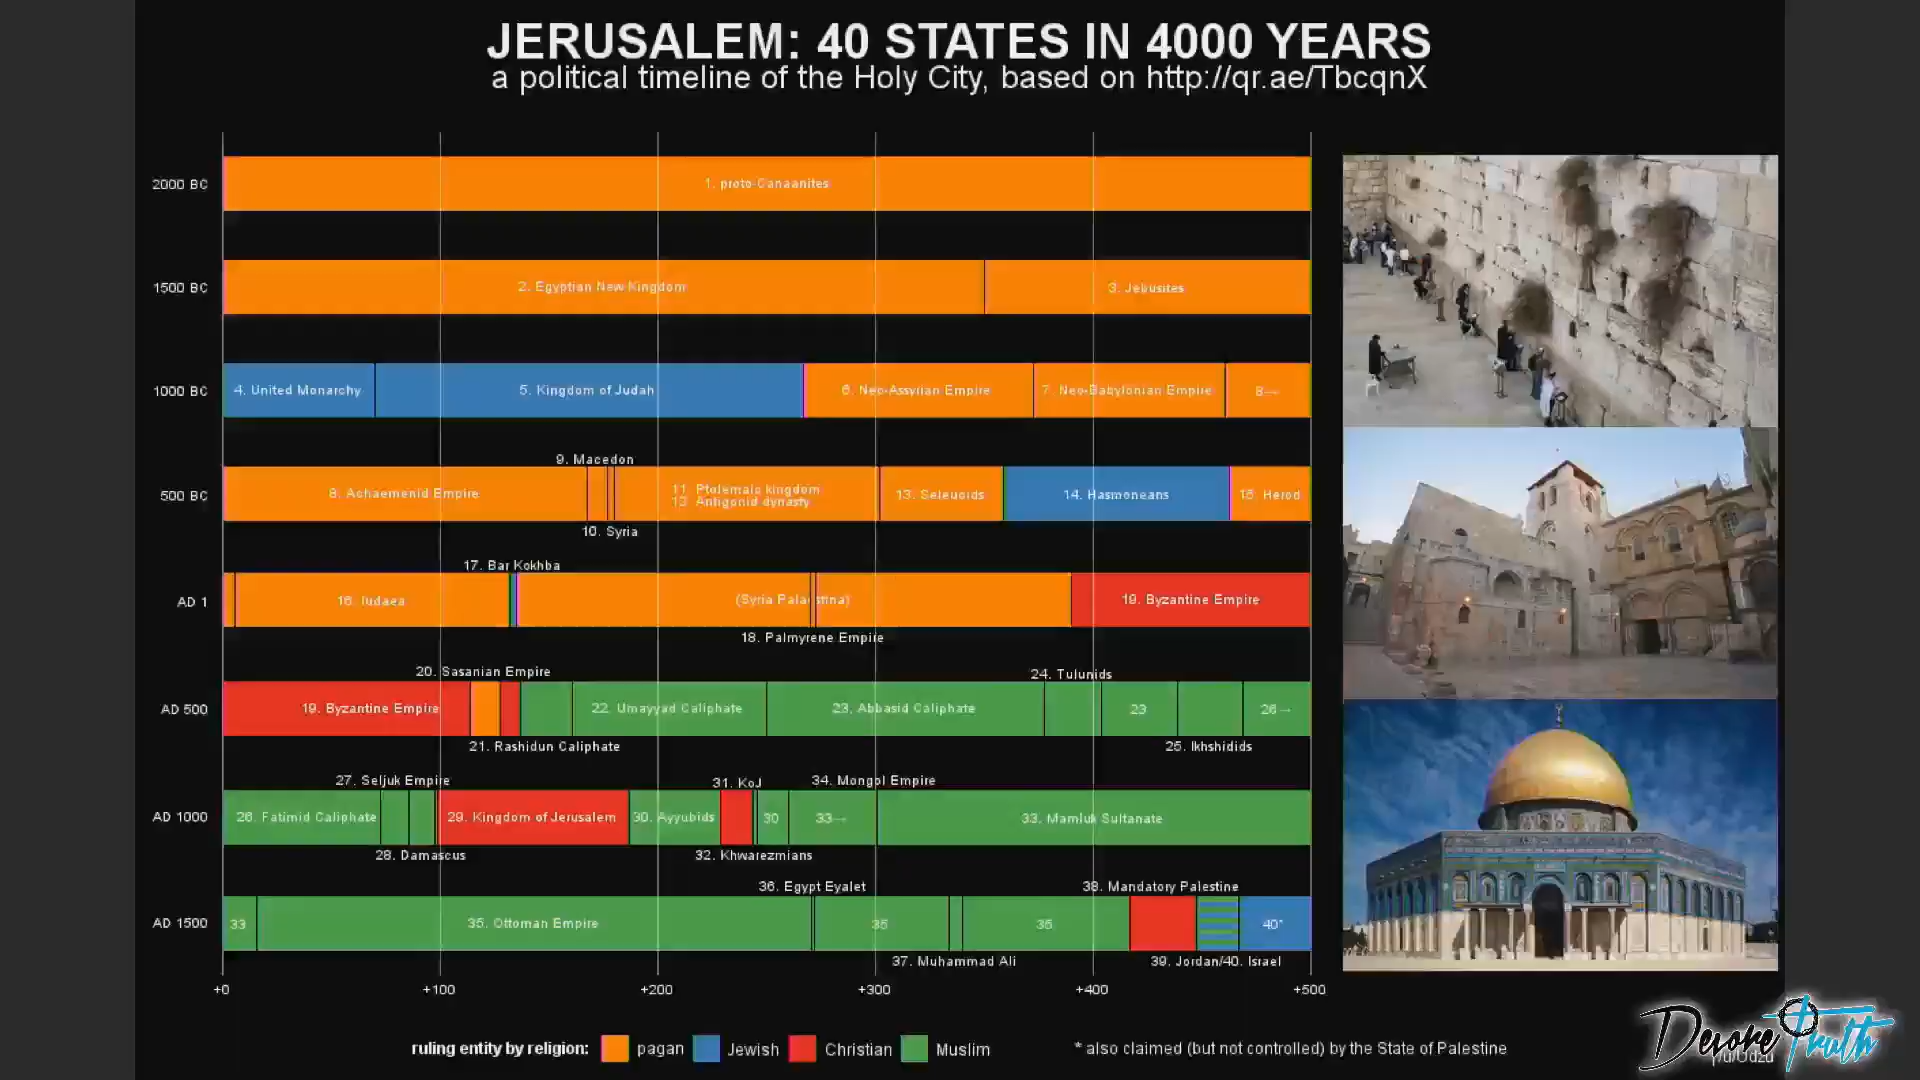 JERUSALEM: 40 STATES IN 4000 YEARS
a political timeline of the Holy City, based on http://qr.ae/TbcqnX
2000 BC
1. proto-Canaanites
1500 BC
2. Egyptian New Kingdom
3. Jebusites
1000 BC
4. United Monarchy
5. Kingdom of Judah
6. Neo-Assyrian Empire
7. Neo-Babylonian Empire
8→
9. Macedon
500 BC
8. Achaemenid Empire
11. Ptolemaic kingdom
12. Antigonid dynasty
13. Seleucids
14. Hasmoneans
15. Herod
10. Syria
17. Bar Kokhba
AD 1
16. Iudaea
(Syria Palaestina)
19. Byzantine Empire
18. Palmyrene Empire
20. Sasanian Empire
24. Tulunids
AD 500
19. Byzantine Empire
22. Umayyad Caliphate
23. Abbasid Caliphate
23
26→
21. Rashidun Caliphate
25. Ikhshidids
27. Seljuk Empire
31. KoJ
34. Mongol Empire
AD 1000
26. Fatimid Caliphate
29. Kingdom of Jerusalem
30. Ayyubids
30
33→
33. Mamluk Sultanate
28. Damascus
32. Khwarezmians
36. Egypt Eyalet
38. Mandatory Palestine
AD 1500
33
35. Ottoman Empire
35
35
40*
37. Muhammad Ali
39. Jordan/40. Israel
+0
+100
+200
+300
+400
+500
ruling entity by religion:
pagan
Jewish
Christian
Muslim
* also claimed (but not controlled) by the State of Palestine
Truth